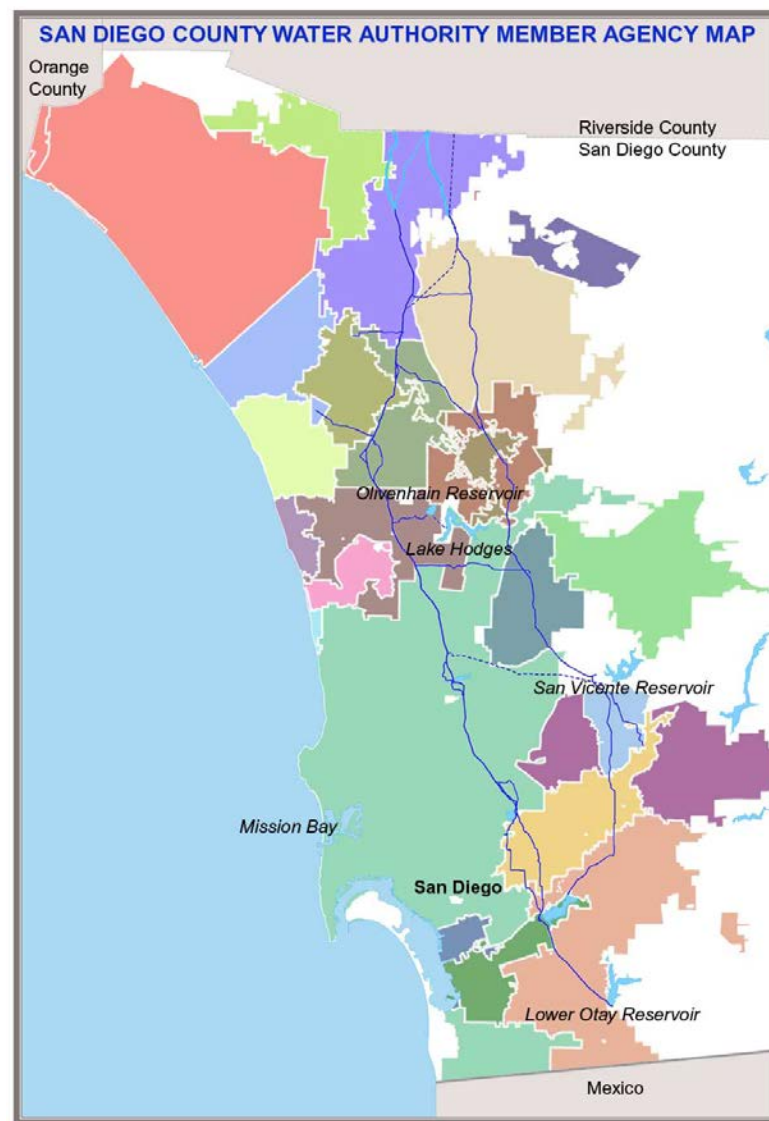 SAN DIEGO COUNTY WATER AUTHORITY MEMBER AGENCY MAP
Orange
County
Riverside County
San Diego County
Olivenhain Reservoir
Lake Hodges
San Vicente Reservoir
Mission Bay
San Diego
Lower Otay Reservoir
Mexico